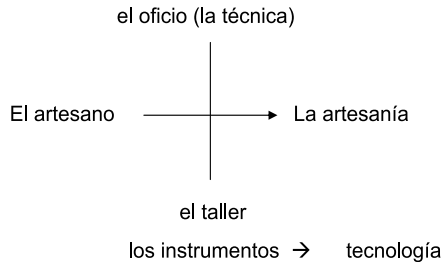 el oficio (la técnica)
El artesano → La artesanía
el taller
los instrumentos → tecnología